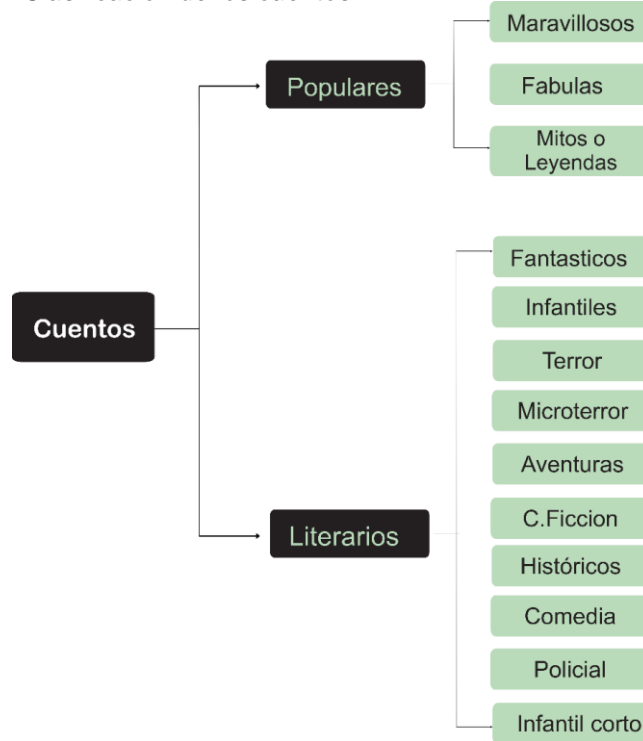 Maravillosos
Populares
Fabulas
Mitos o
Leyendas
Cuentos
Literarios
Fantasticos
Infantiles
Terror
Microterror
Aventuras
C.Ficcion
Históricos
Comedia
Policial
Infantil corto